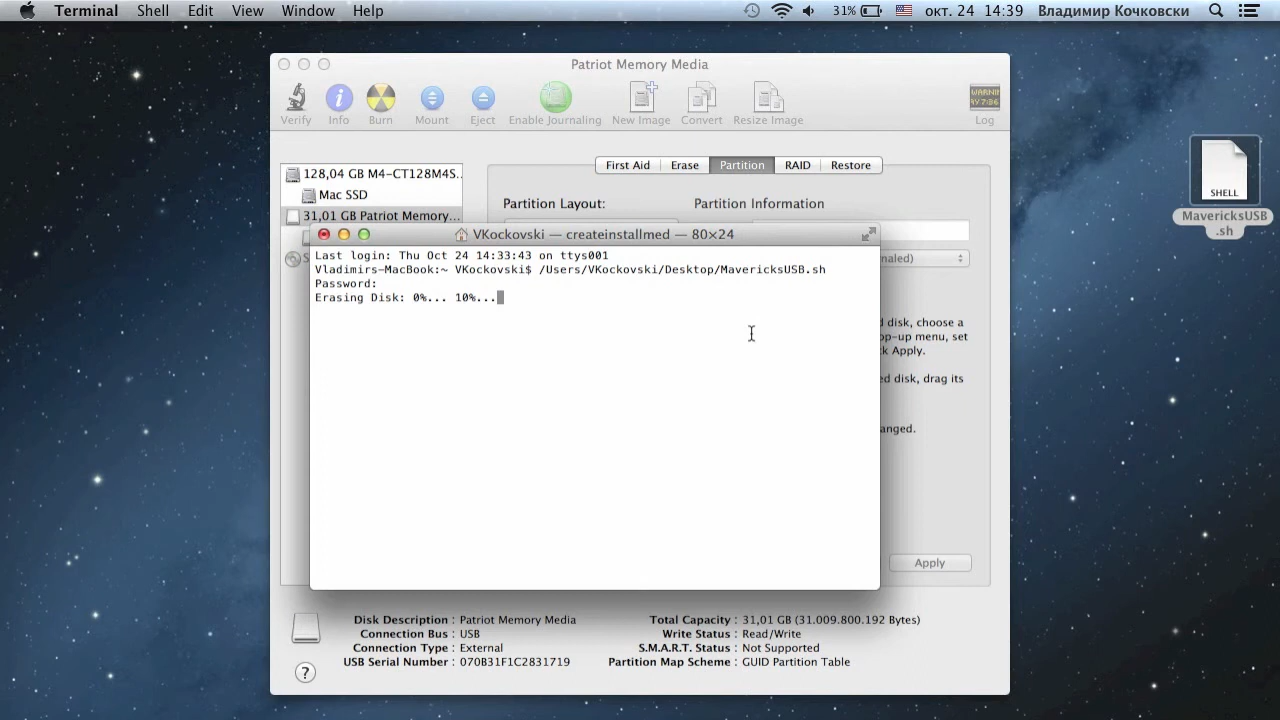 Terminal Shell Edit View Window Help 31% окт. 24 14:39 Владимир Кочковски
Patriot Memory Media
Verify Info Burn Mount Eject Enable Journaling New Image Convert Resize Image Log
WARNIN
AY 7:86
First Aid Erase Partition RAID Restore
128,04 GB M4-CT128M4S...
Mac SSD
31,01 GB Patriot Memory...
Partition Layout: Partition Information
SHELL
MavericksUSB
.sh
VKockovski — createinstallmed — 80×24
Last login: Thu Oct 24 14:33:43 on ttys001
Vladimirs-MacBook:~ VKockovski$ /Users/VKockovski/Desktop/MavericksUSB.sh
Password:
Erasing Disk: 0%... 10%...
naled)
d disk, choose a
op-up menu, set
k Apply.
ed disk, drag its
anged.
Apply
Disk Description : Patriot Memory Media
Connection Bus : USB
Connection Type : External
USB Serial Number : 070B31F1C2831719
Total Capacity : 31,01 GB (31.009.800.192 Bytes)
Write Status : Read/Write
S.M.A.R.T. Status : Not Supported
Partition Map Scheme : GUID Partition Table
?